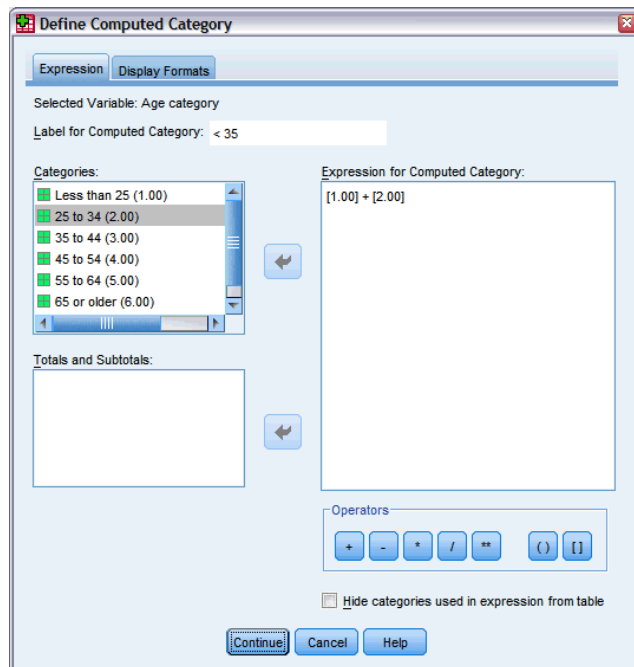 Define Computed Category
Expression
Display Formats
Selected Variable: Age category
Label for Computed Category: < 35
Categories:
Less than 25 (1.00)
25 to 34 (2.00)
35 to 44 (3.00)
45 to 54 (4.00)
55 to 64 (5.00)
65 or older (6.00)
Totals and Subtotals:
Expression for Computed Category:
[1.00] + [2.00]
Operators
+ - * / ** ( ) [ ]
Hide categories used in expression from table
Continue Cancel Help